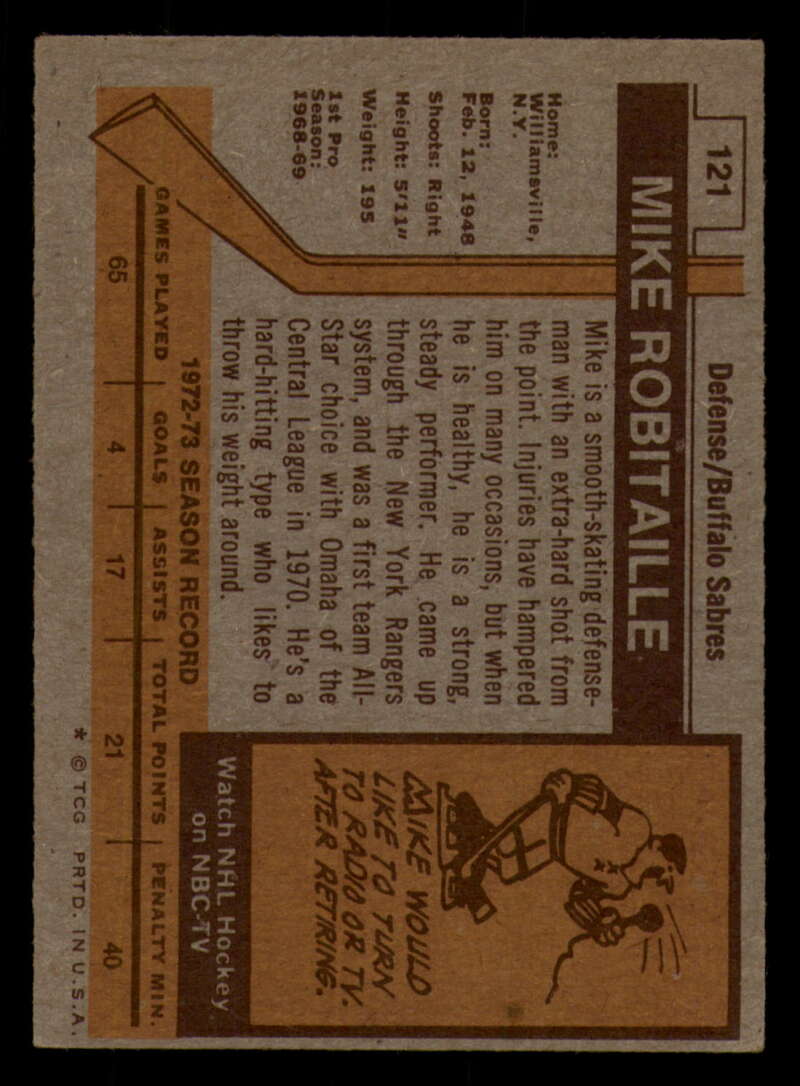 121
Defense/Buffalo Sabres
MIKE ROBITAILLE
Home:
Williamsville,
N.Y.
Born:
Feb. 12, 1948
Shoots: Right
Height: 5'11"
Weight: 195
1st Pro
Season:
1968-69
Mike is a smooth-skating defense-
man with an extra-hard shot from
the point. Injuries have hampered
him on many occasions, but when
he is healthy, he is a strong,
steady performer. He came up
through the New York Rangers
system, and was a first team All-
Star choice with Omaha of the
Central League in 1970. He's a
hard-hitting type who likes to
throw his weight around.
MIKE WOULD
LIKE TO TURN
TO RADIO OR TV.
AFTER RETIRING.
Watch NHL Hockey
on NBC-TV
1972-73 SEASON RECORD
GAMES PLAYED GOALS ASSISTS TOTAL POINTS PENALTY MIN.
65 4 17 21 40
* © TCG PRTD. IN U.S.A.